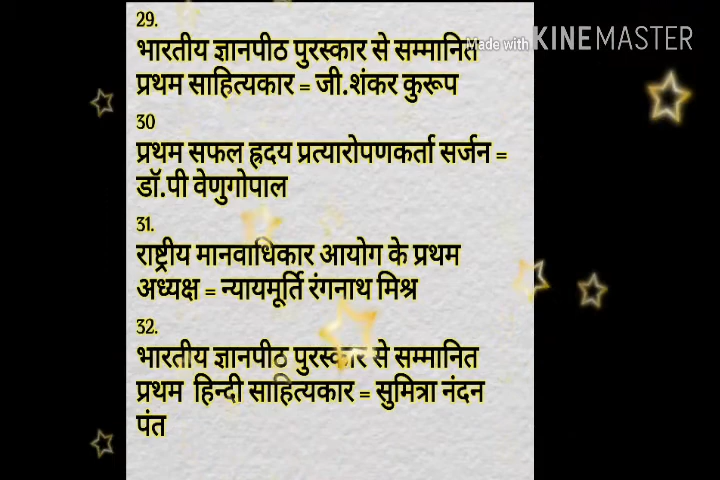 29.
Made with KINEMASTER
भारतीय ज्ञानपीठ पुरस्कार से सम्मानित
प्रथम साहित्यकार = जी.शंकर कुरूप
30
प्रथम सफल ह्रदय प्रत्यारोपणकर्ता सर्जन =
डॉ.पी वेणुगोपाल
31.
राष्ट्रीय मानवाधिकार आयोग के प्रथम
अध्यक्ष = न्यायमूर्ति रंगनाथ मिश्र
32.
भारतीय ज्ञानपीठ पुरस्कार से सम्मानित
प्रथम हिन्दी साहित्यकार = सुमित्रा नंदन
पंत